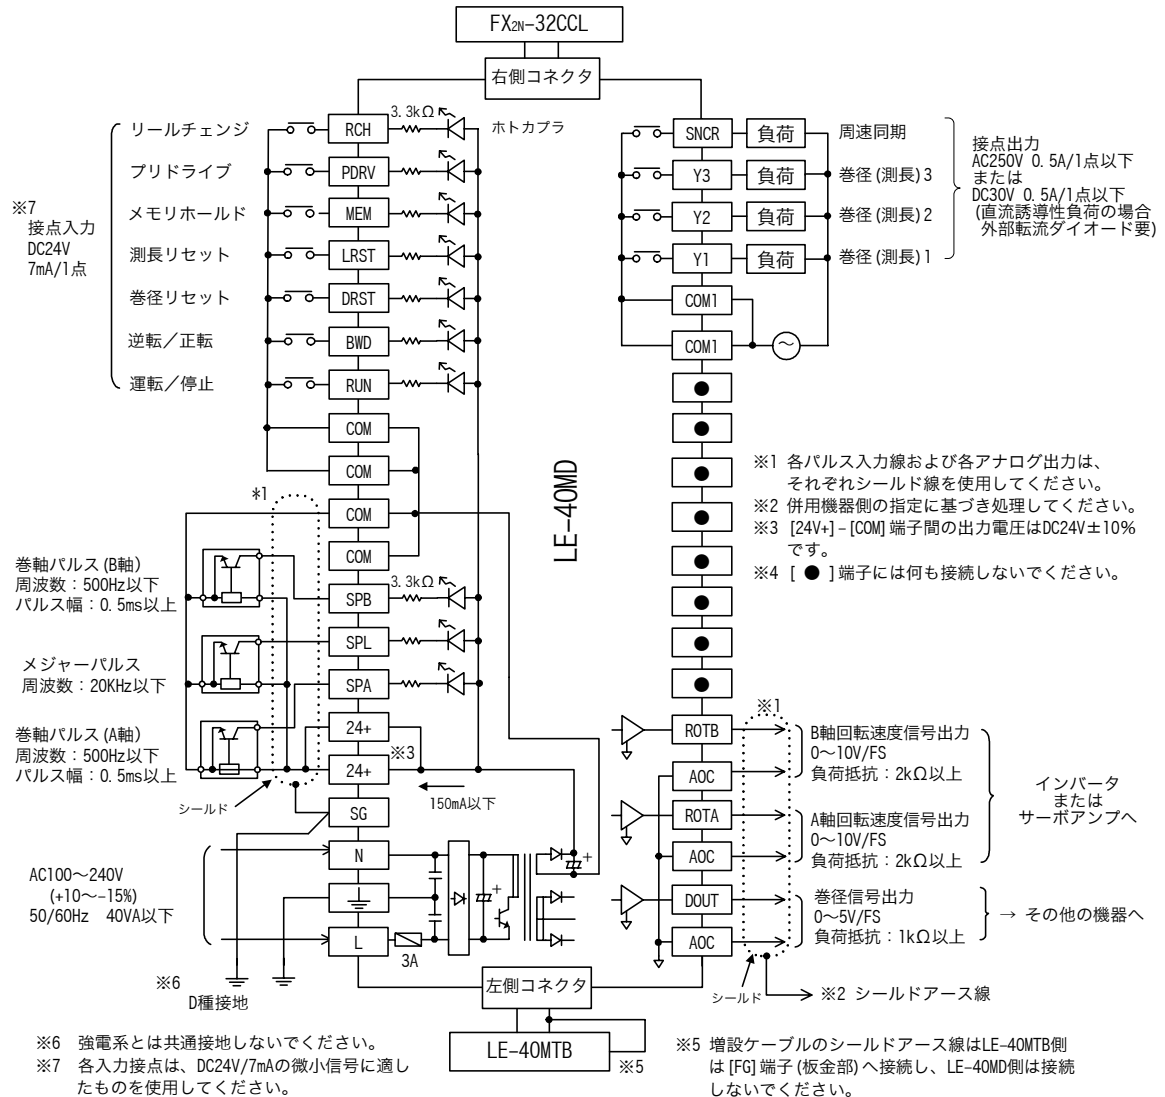 FX2N-32CCL
右側コネクタ
リールチェンジ
RCH
3.3kΩ
ホトカプラ
プリドライブ
PDRV
メモリホールド
MEM
測長リセット
LRST
巻径リセット
DRST
逆転／正転
BWD
運転／停止
RUN
※7
接点入力
DC24V
7mA/1点
COM
COM
COM
COM
*1
巻軸パルス(B軸)
周波数：500Hz以下
パルス幅：0.5ms以上
SPB
3.3kΩ
メジャーパルス
周波数：20KHz以下
SPL
SPA
巻軸パルス(A軸)
周波数：500Hz以下
パルス幅：0.5ms以上
24+
※3
24+
150mA以下
シールド
SG
AC100～240V
(+10～-15%)
50/60Hz 40VA以下
N
L
3A
+
+
※6
D種接地
LE-40MD
SNCR
負荷
周速同期
Y3
負荷
巻径(測長)3
Y2
負荷
巻径(測長)2
Y1
負荷
巻径(測長)1
COM1
COM1
～
接点出力
AC250V 0.5A/1点以下
または
DC30V 0.5A/1点以下
(直流誘導性負荷の場合
外部転流ダイオード要)
※1 各パルス入力線および各アナログ出力は、
それぞれシールド線を使用してください。
※2 併用機器側の指定に基づき処理してください。
※3 [24V+]-[COM]端子間の出力電圧はDC24V±10%
です。
※4 [ ● ]端子には何も接続しないでください。
※1
ROTB
AOC
B軸回転速度信号出力
0～10V/FS
負荷抵抗：2kΩ以上
ROTA
AOC
A軸回転速度信号出力
0～10V/FS
負荷抵抗：2kΩ以上
インバータ
または
サーボアンプへ
DOUT
AOC
巻径信号出力
0～5V/FS
負荷抵抗：1kΩ以上
→ その他の機器へ
シールド
※2 シールドアース線
左側コネクタ
LE-40MTB
※5
※6 強電系とは共通接地しないでください。
※7 各入力接点は、DC24V/7mAの微小信号に適し
たものを使用してください。
※5 増設ケーブルのシールドアース線はLE-40MTB側
は[FG]端子(板金部)へ接続し、LE-40MD側は接続
しないでください。